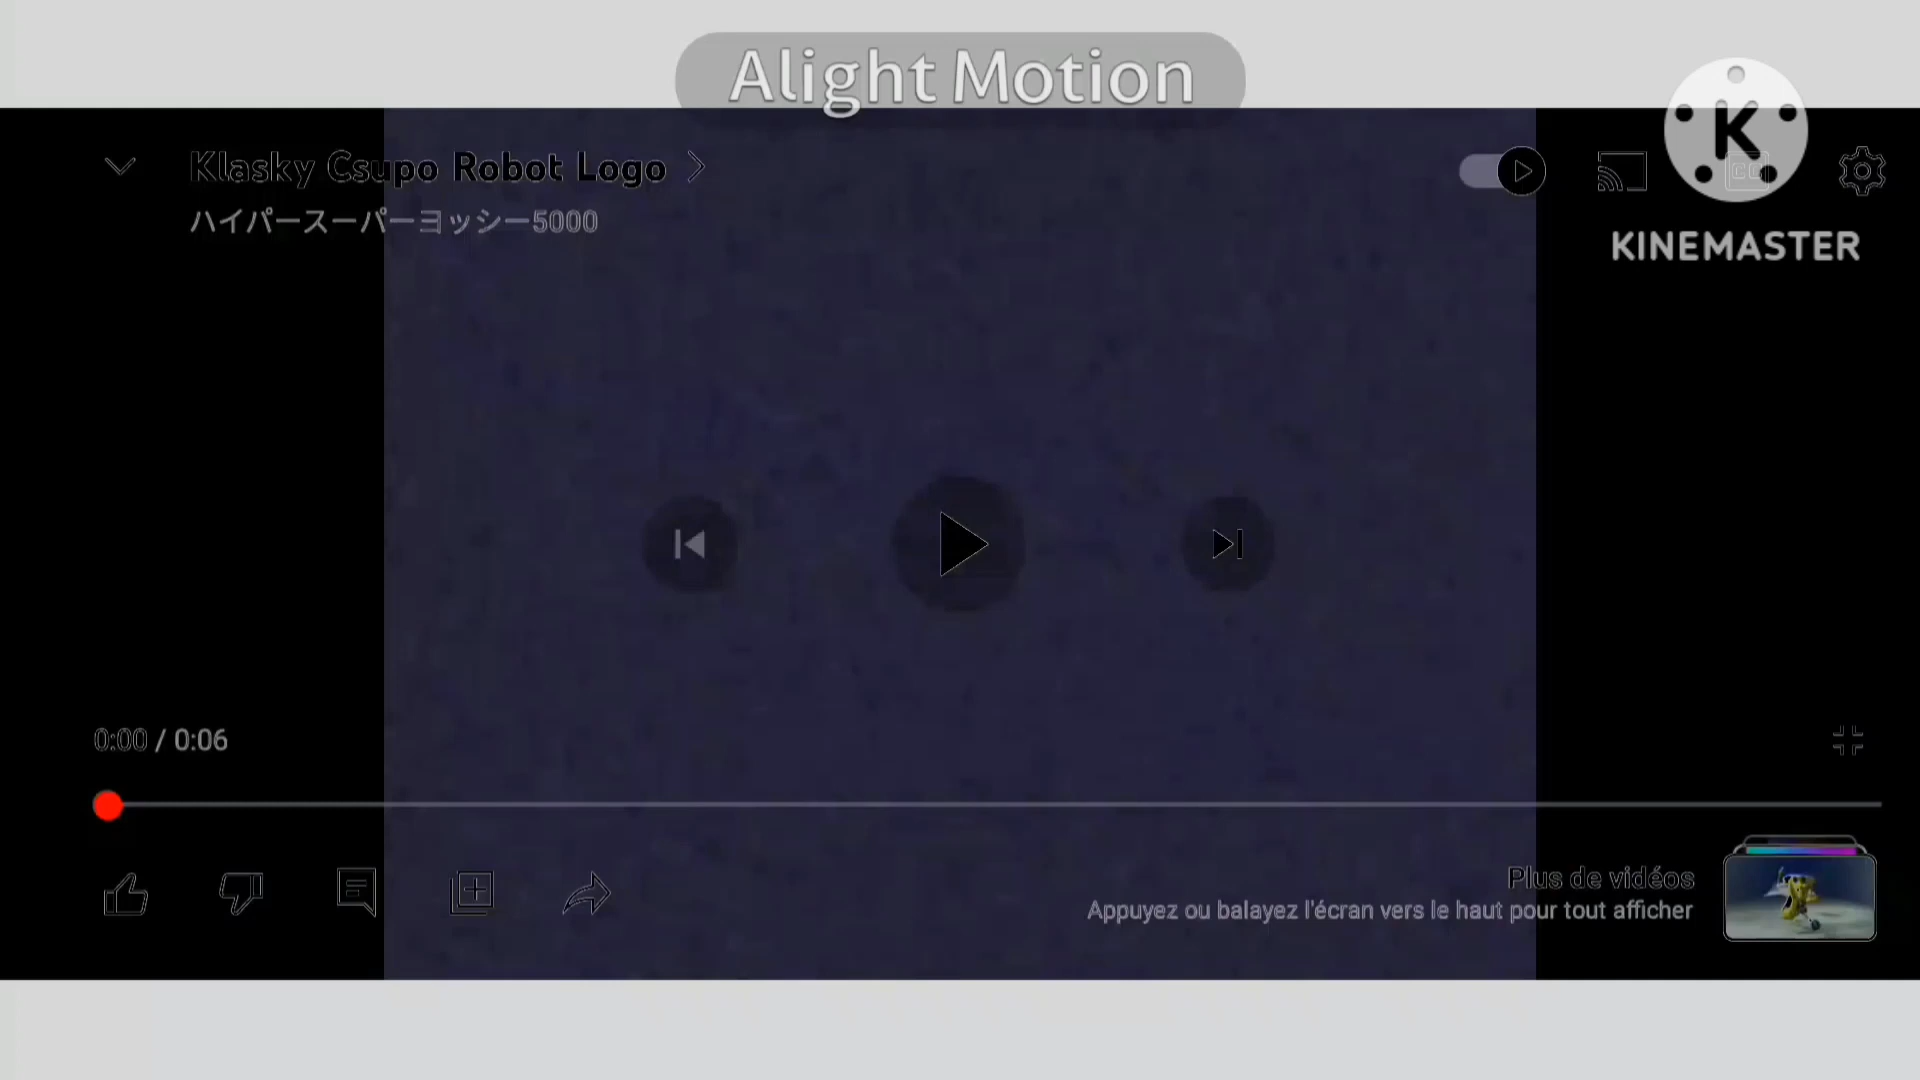 Alight Motion
Klasky Csupo Robot Logo
ハイパースーパーヨッシー5000
K
CC
KINEMASTER
0:00 / 0:06
Plus de vidéos
Appuyez ou balayez l'écran vers le haut pour tout afficher